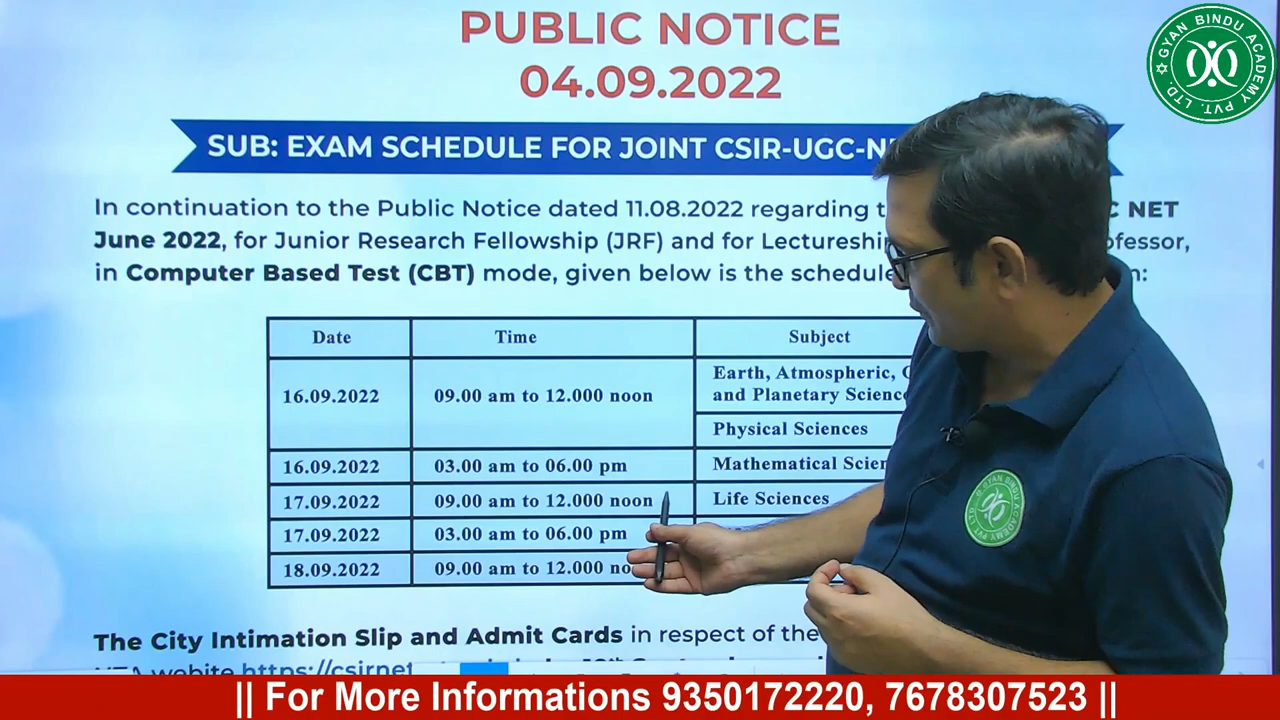 PUBLIC NOTICE
04.09.2022
GYAN BINDU ACADEMY PVT. LTD.
SUB: EXAM SCHEDULE FOR JOINT CSIR-UGC-
In continuation to the Public Notice dated 11.08.2022 regarding NET
June 2022, for Junior Research Fellowship (JRF) and for
in Computer Based Test (CBT) mode, given below is the schedule
Date Time Subject
16.09.2022 09.00 am to 12.000 noon Earth, Atmospheric,
and Planetary
Physical Sciences
16.09.2022 03.00 am to 06.00 pm Mathematical
17.09.2022 09.00 am to 12.000 noon Life Sciences
17.09.2022 03.00 am to 06.00 pm
18.09.2022 09.00 am to 12.000
GYAN BINDU ACADEMY PVT. LTD.
The City Intimation Slip and Admit Cards in respect of the
https://csirnet
|| For More Informations 9350172220, 7678307523 ||